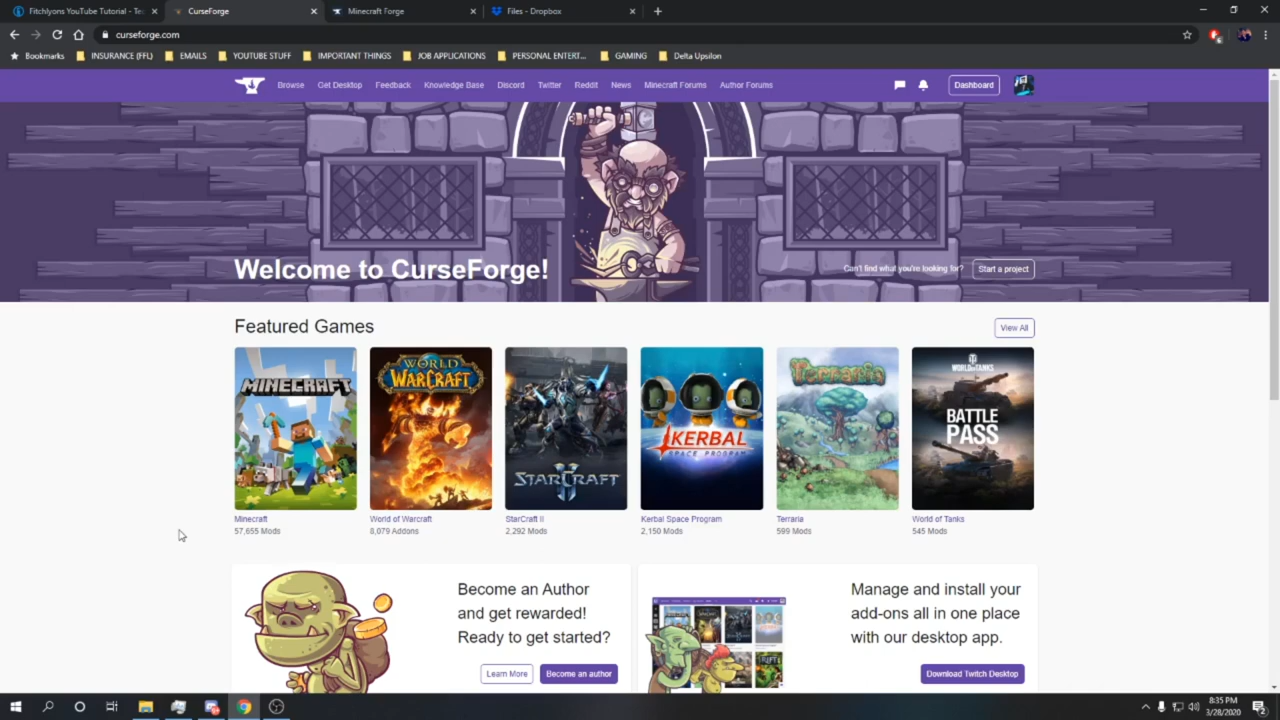 Fitchlyons YouTube Tutorial - Te
CurseForge
Minecraft Forge
Files - Dropbox
curseforge.com
Bookmarks INSURANCE (FFL) EMAILS YOUTUBE STUFF IMPORTANT THINGS JOB APPLICATIONS PERSONAL ENTERT... GAMING Delta Upsilon
Browse Get Desktop Feedback Knowledge Base Discord Twitter Reddit News Minecraft Forums Author Forums Dashboard
Welcome to CurseForge!
Can't find what you're looking for? Start a project
Featured Games
View All
MINECRAFT
WORLD OF WARCRAFT
STARCRAFT II
KERBAL SPACE PROGRAM
Terraria
WORLD OF TANKS
BATTLE PASS
Minecraft World of Warcraft StarCraft II Kerbal Space Program Terraria World of Tanks
57,655 Mods 8,079 Addons 2,292 Mods 2,150 Mods 599 Mods 545 Mods
Become an Author
and get rewarded!
Ready to get started?
Learn More Become an author
Manage and install your
add-ons all in one place
with our desktop app.
Download Twitch Desktop
8:35 PM
3/28/2020
2